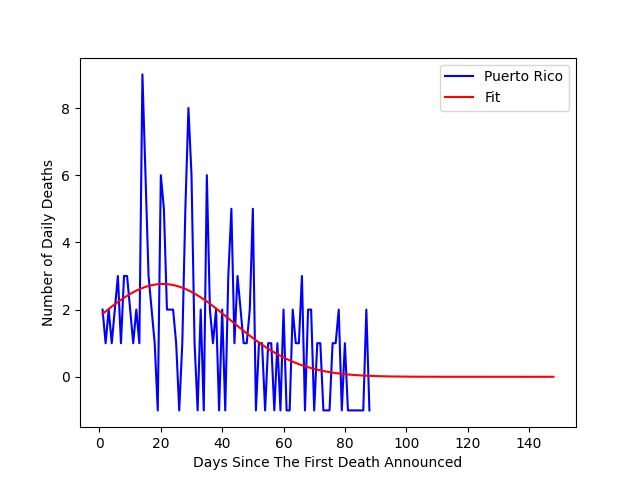 Puerto Rico
Fit
Number of Daily Deaths
8
6
4
2
0
0 20 40 60 80 100 120 140
Days Since The First Death Announced